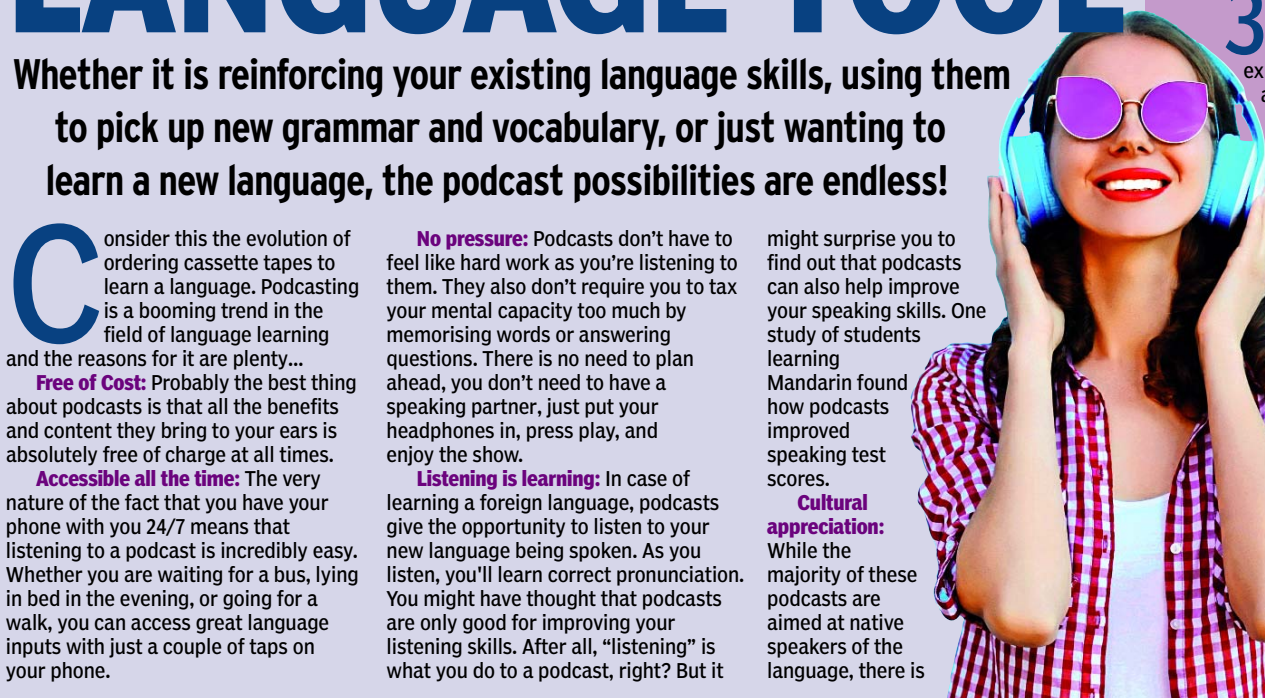 LANGUAGE TOOL
Whether it is reinforcing your existing language skills, using them
to pick up new grammar and vocabulary, or just wanting to
learn a new language, the podcast possibilities are endless!
Consider this the evolution of
ordering cassette tapes to
learn a language. Podcasting
is a booming trend in the
field of language learning
and the reasons for it are plenty...
Free of Cost: Probably the best thing
about podcasts is that all the benefits
and content they bring to your ears is
absolutely free of charge at all times.
Accessible all the time: The very
nature of the fact that you have your
phone with you 24/7 means that
listening to a podcast is incredibly easy.
Whether you are waiting for a bus, lying
in bed in the evening, or going for a
walk, you can access great language
inputs with just a couple of taps on
your phone.
No pressure: Podcasts don’t have to
feel like hard work as you’re listening to
them. They also don’t require you to tax
your mental capacity too much by
memorising words or answering
questions. There is no need to plan
ahead, you don’t need to have a
speaking partner, just put your
headphones in, press play, and
enjoy the show.
Listening is learning: In case of
learning a foreign language, podcasts
give the opportunity to listen to your
new language being spoken. As you
listen, you'll learn correct pronunciation.
You might have thought that podcasts
are only good for improving your
listening skills. After all, “listening” is
what you do to a podcast, right? But it
might surprise you to
find out that podcasts
can also help improve
your speaking skills. One
study of students
learning
Mandarin found
how podcasts
improved
speaking test
scores.
Cultural
appreciation:
While the
majority of these
podcasts are
aimed at native
speakers of the
language, there is
3
ex